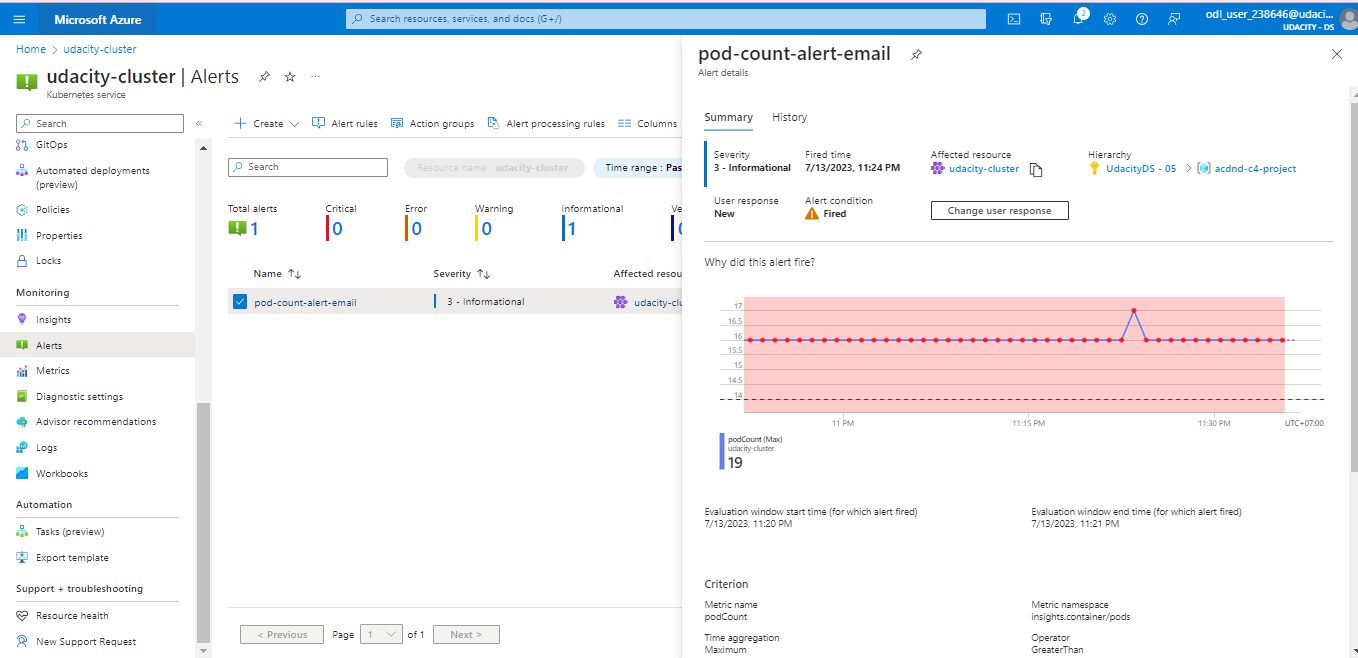 Microsoft Azure
Search resources, services, and docs (G+/)
2
odl_user_238646@udaci...
UDACITY - DS
Home > udacity-cluster
udacity-cluster | Alerts
...
Kubernetes service
Search
«
GitOps
Automated deployments
(preview)
Policies
Properties
Locks
Monitoring
Insights
Alerts
Metrics
Diagnostic settings
Advisor recommendations
Logs
Workbooks
Automation
Tasks (preview)
Export template
Support + troubleshooting
Resource health
New Support Request
Create
Alert rules
Action groups
Alert processing rules
Columns
Search
Resource name : udacity-cluster
Time range : Pas
Total alerts
1
Critical
0
Error
0
Warning
0
Informational
1
Ve
Name ↑↓
Severity ↑↓
Affected resou
pod-count-alert-email
3 - Informational
udacity-clu
< Previous
Page
1
of 1
Next >
pod-count-alert-email
Alert details
Summary
History
Severity
3 - Informational
Fired time
7/13/2023, 11:24 PM
Affected resource
udacity-cluster
Hierarchy
UdacityDS - 05 > acdnd-c4-project
User response
New
Alert condition
Fired
Change user response
Why did this alert fire?
17
16.5
16
15.5
15
14.5
14
11 PM
11:15 PM
11:30 PM
UTC+07:00
podCount (Max)
udacity-cluster
19
Evaluation window start time (for which alert fired)
7/13/2023, 11:20 PM
Evaluation window end time (for which alert fired)
7/13/2023, 11:21 PM
Criterion
Metric name
podCount
Metric namespace
insights.container/pods
Time aggregation
Maximum
Operator
GreaterThan